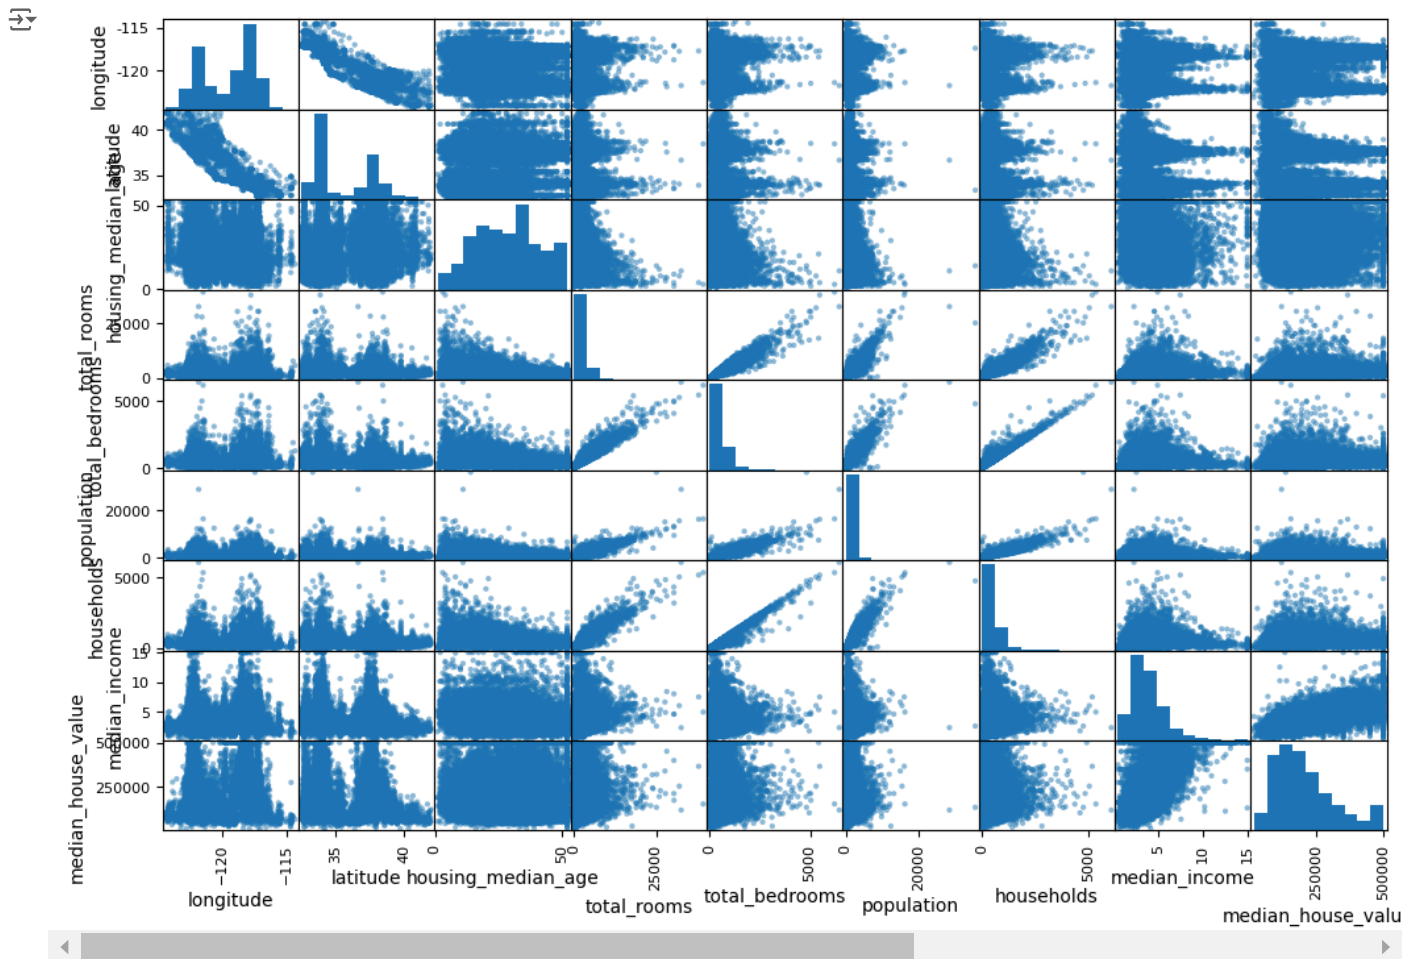 longitude
-115
-120
latitude
40
35
housing_median_age
50
0
total_rooms
25000
0
total_bedrooms
5000
0
population
20000
0
households
5000
0
median_income
15
10
5
median_house_value
500000
250000
−120
−115
35
40
0
50
0
25000
0
5000
0
20000
0
5000
5
10
15
250000
500000
longitude
latitude
housing_median_age
total_rooms
total_bedrooms
population
households
median_income
median_house_valu